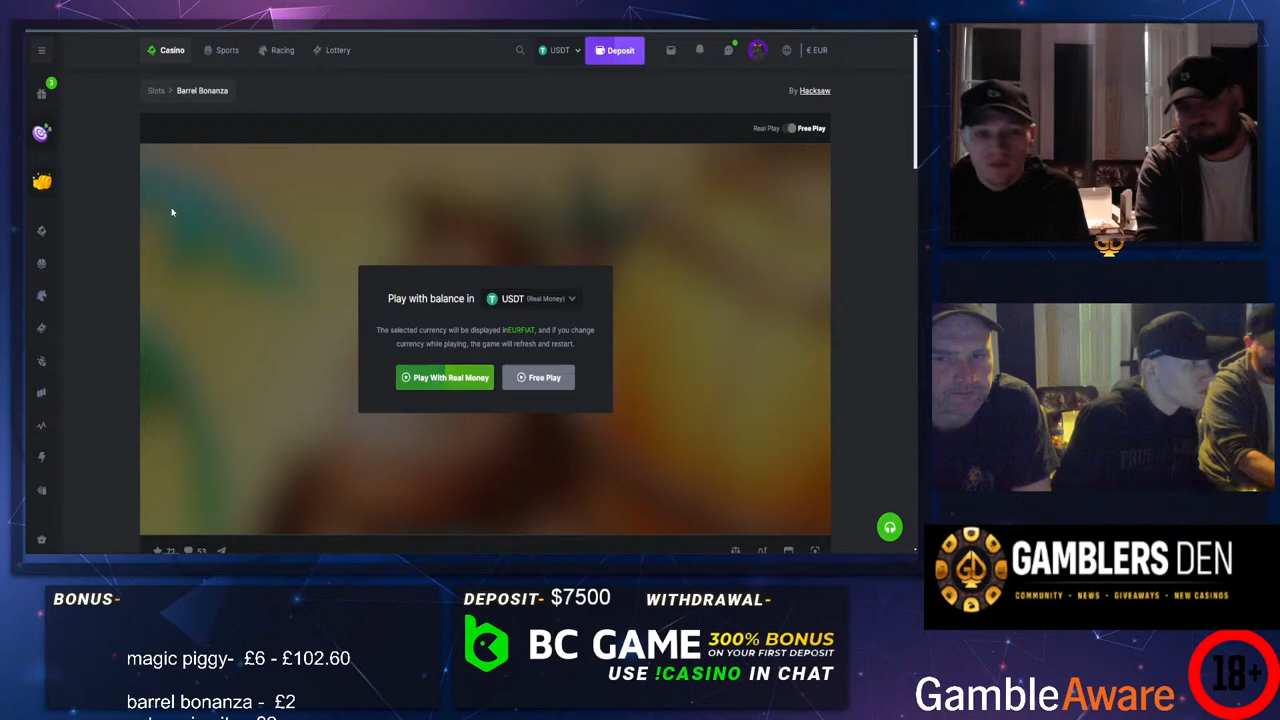 Casino Sports Racing Lottery USDT Deposit € EUR
3
Slots > Barrel Bonanza By Hacksaw
Real Play Free Play
Play with balance in USDT (Real Money)
The selected currency will be displayed inEURFIAT, and if you change
currency while playing, the game will refresh and restart.
Play With Real Money Free Play
72 53
GAMBLERS DEN
COMMUNITY - NEWS - GIVEAWAYS - NEW CASINOS
BONUS-
magic piggy- £6 - £102.60
barrel bonanza - £2
DEPOSIT- $7500 WITHDRAWAL-
BC GAME 300% BONUS
ON YOUR FIRST DEPOSIT
USE !CASINO IN CHAT
GambleAware
18+